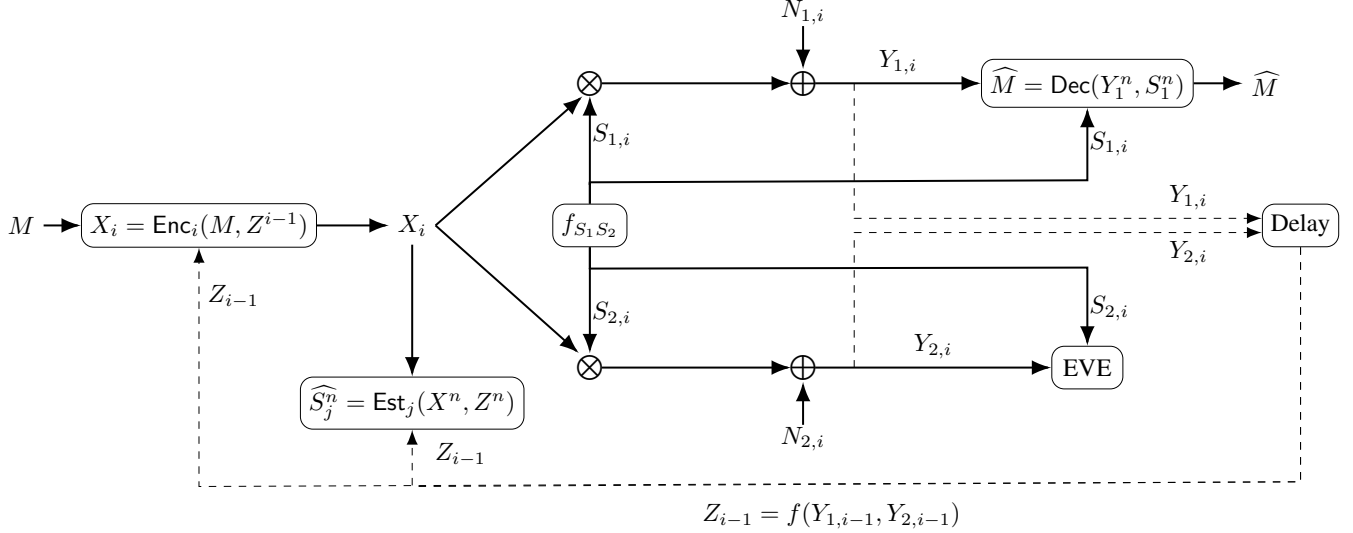 N_{1,i}
Y_{1,i}
\widehat{M} = Dec(Y_1^n, S_1^n)
\widehat{M}
S_{1,i}
S_{1,i}
Y_{1,i}
M
X_i = Enc_i(M, Z^{i-1})
X_i
f_{S_1S_2}
Delay
Y_{2,i}
Z_{i-1}
S_{2,i}
S_{2,i}
Y_{2,i}
EVE
\widehat{S_j^n} = Est_j(X^n, Z^n)
N_{2,i}
Z_{i-1}
Z_{i-1} = f(Y_{1,i-1}, Y_{2,i-1})